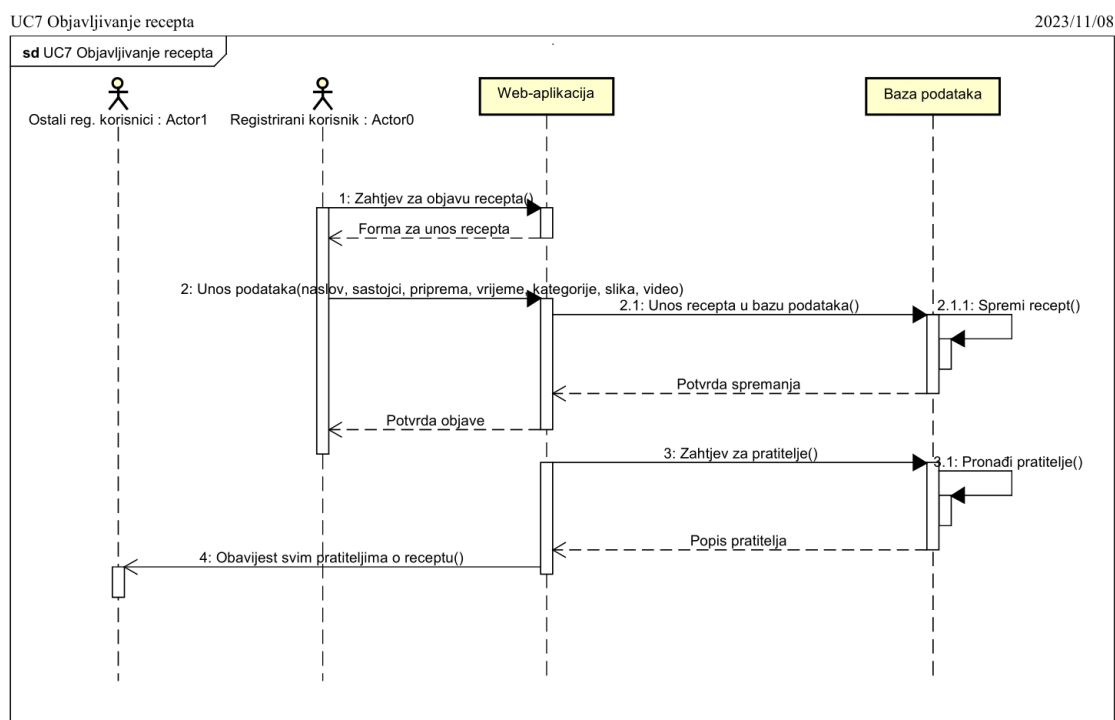 UC7 Objavljivanje recepta 2023/11/08
sd UC7 Objavljivanje recepta
Ostali reg. korisnici : Actor1
Registrirani korisnik : Actor0
Web-aplikacija
Baza podataka
1: Zahtjev za objavu recepta()
Forma za unos recepta
2: Unos podataka(naslov, sastojci, priprema, vrijeme, kategorije, slika, video)
2.1: Unos recepta u bazu podataka()
2.1.1: Spremi recept()
Potvrda spremanja
Potvrda objave
3: Zahtjev za pratitelje()
3.1: Pronađi pratitelje()
Popis pratitelja
4: Obavijest svim pratiteljima o receptu()